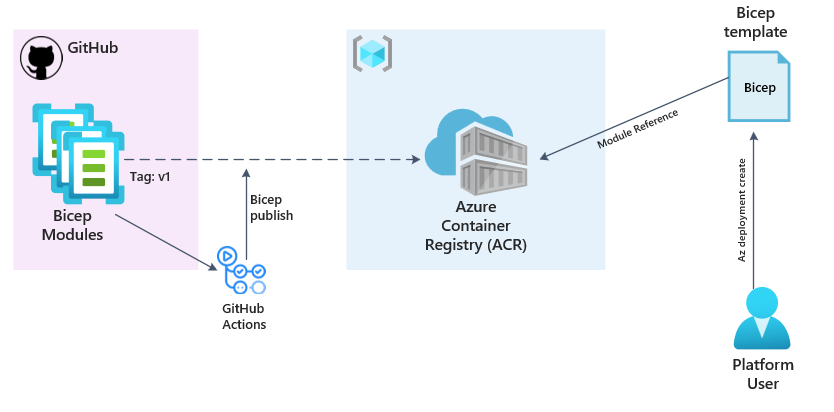 GitHub
Tag: v1
Bicep
Modules
Bicep
publish
GitHub
Actions
Azure
Container
Registry (ACR)
Module Reference
Bicep
template
Bicep
Az deployment create
Platform
User